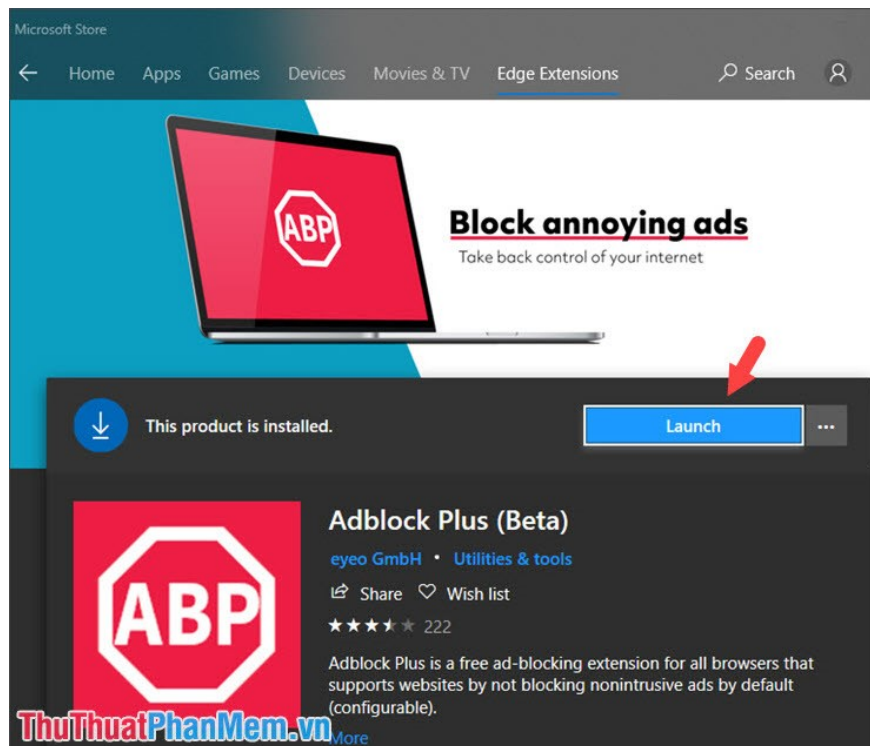 Microsoft Store
Home Apps Games Devices Movies & TV Edge Extensions Search
ABP
Block annoying ads
Take back control of your internet
This product is installed.
Launch
Adblock Plus (Beta)
eyeo GmbH • Utilities & tools
Share Wish list
222
ABP
Adblock Plus is a free ad-blocking extension for all browsers that
supports websites by not blocking nonintrusive ads by default
(configurable).
More
ThuThuatPhanMem.vn